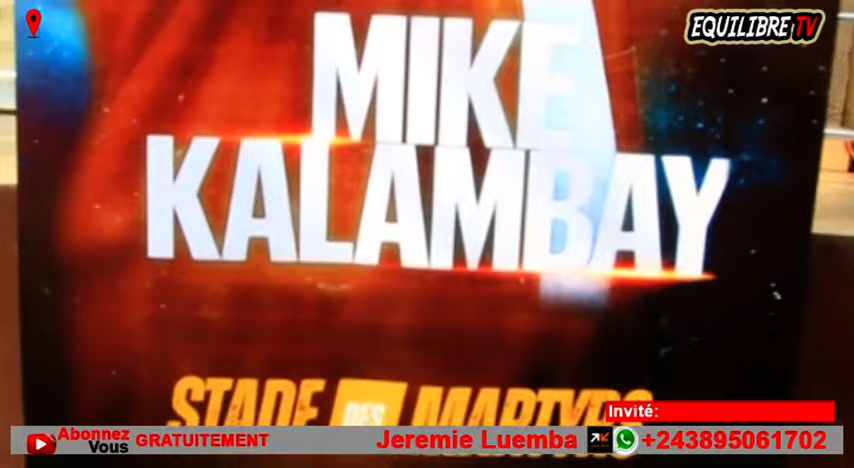 EQUILIBRE TV
MIKE
KALAMBAY
STADE DES MARTYRS
Invité:
Abonnez
Vous GRATUITEMENT
Jeremie Luemba
+243895061702